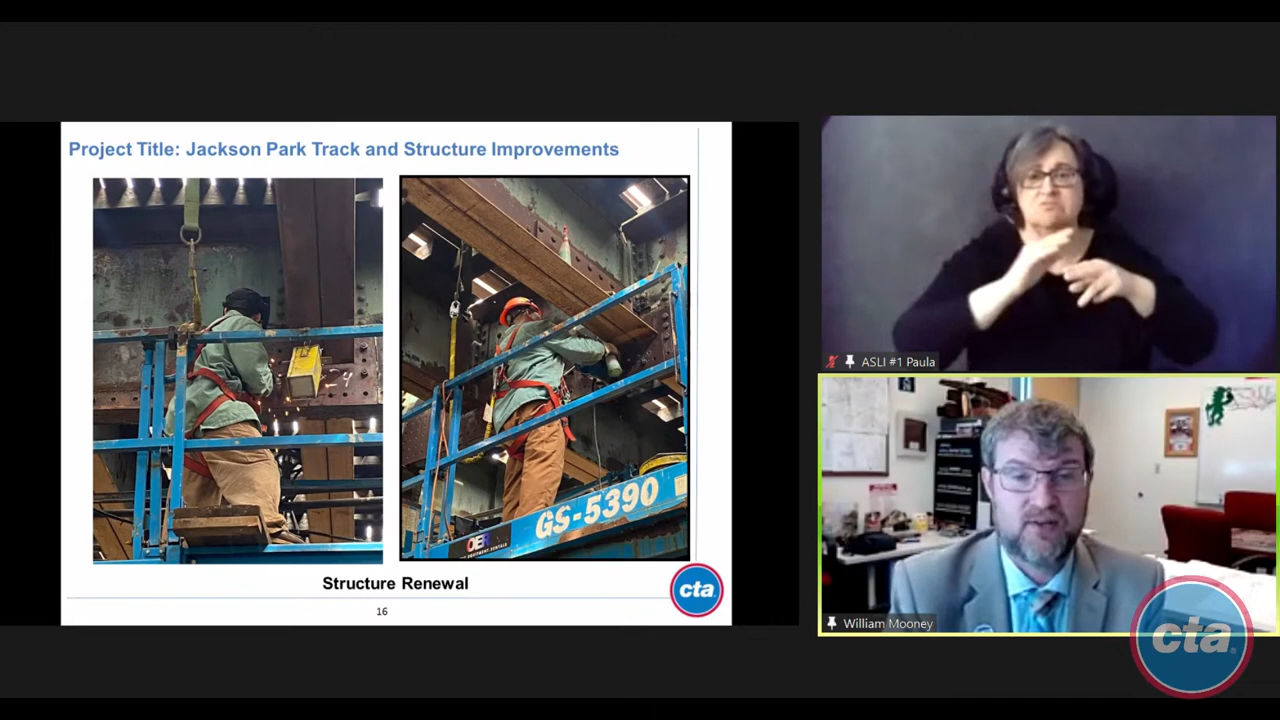 Project Title: Jackson Park Track and Structure Improvements
GS-5390
OER
Structure Renewal
16
cta
ASLI #1 Paula
William Mooney
cta